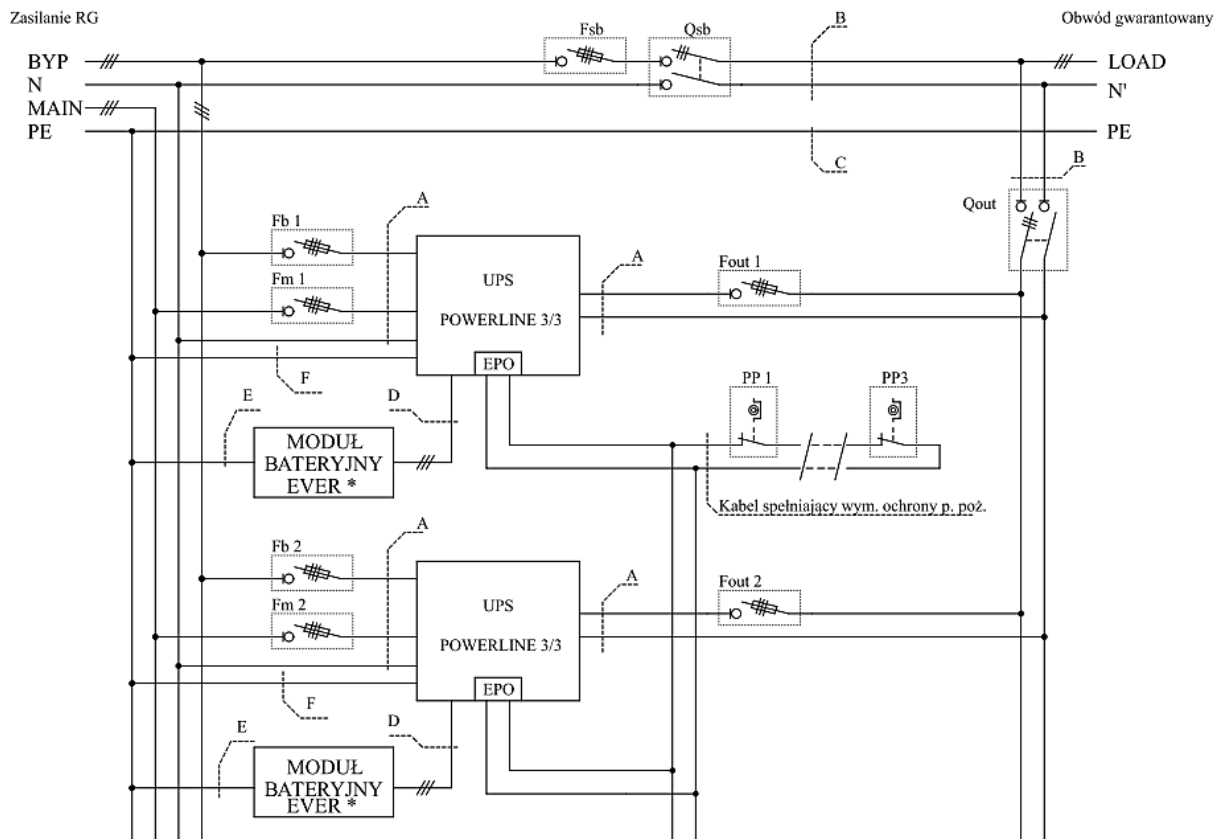 Zasilanie RG
Obwód gwarantowany
Fsb
Qsb
B
BYP
LOAD
N
N'
MAIN
PE
PE
C
B
Qout
A
Fb 1
UPS
POWERLINE 3/3
A
Fout 1
Fm 1
EPO
F
E
D
PP 1
PP3
MODUŁ
BATERYJNY
EVER *
Kabel spełniający wym. ochrony p. poż.
A
Fb 2
UPS
POWERLINE 3/3
A
Fout 2
Fm 2
EPO
F
E
D
MODUŁ
BATERYJNY
EVER *